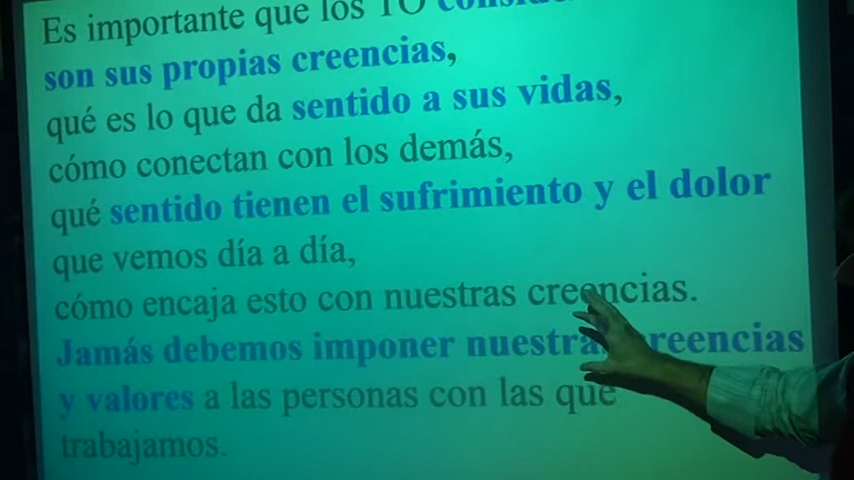 Es importante que los TO
son sus propias creencias,
qué es lo que da sentido a sus vidas,
cómo conectan con los demás,
qué sentido tienen el sufrimiento y el dolor
que vemos día a día,
cómo encaja esto con nuestras creencias.
Jamás debemos imponer nuestras creencias
y valores a las personas con las que
trabajamos.